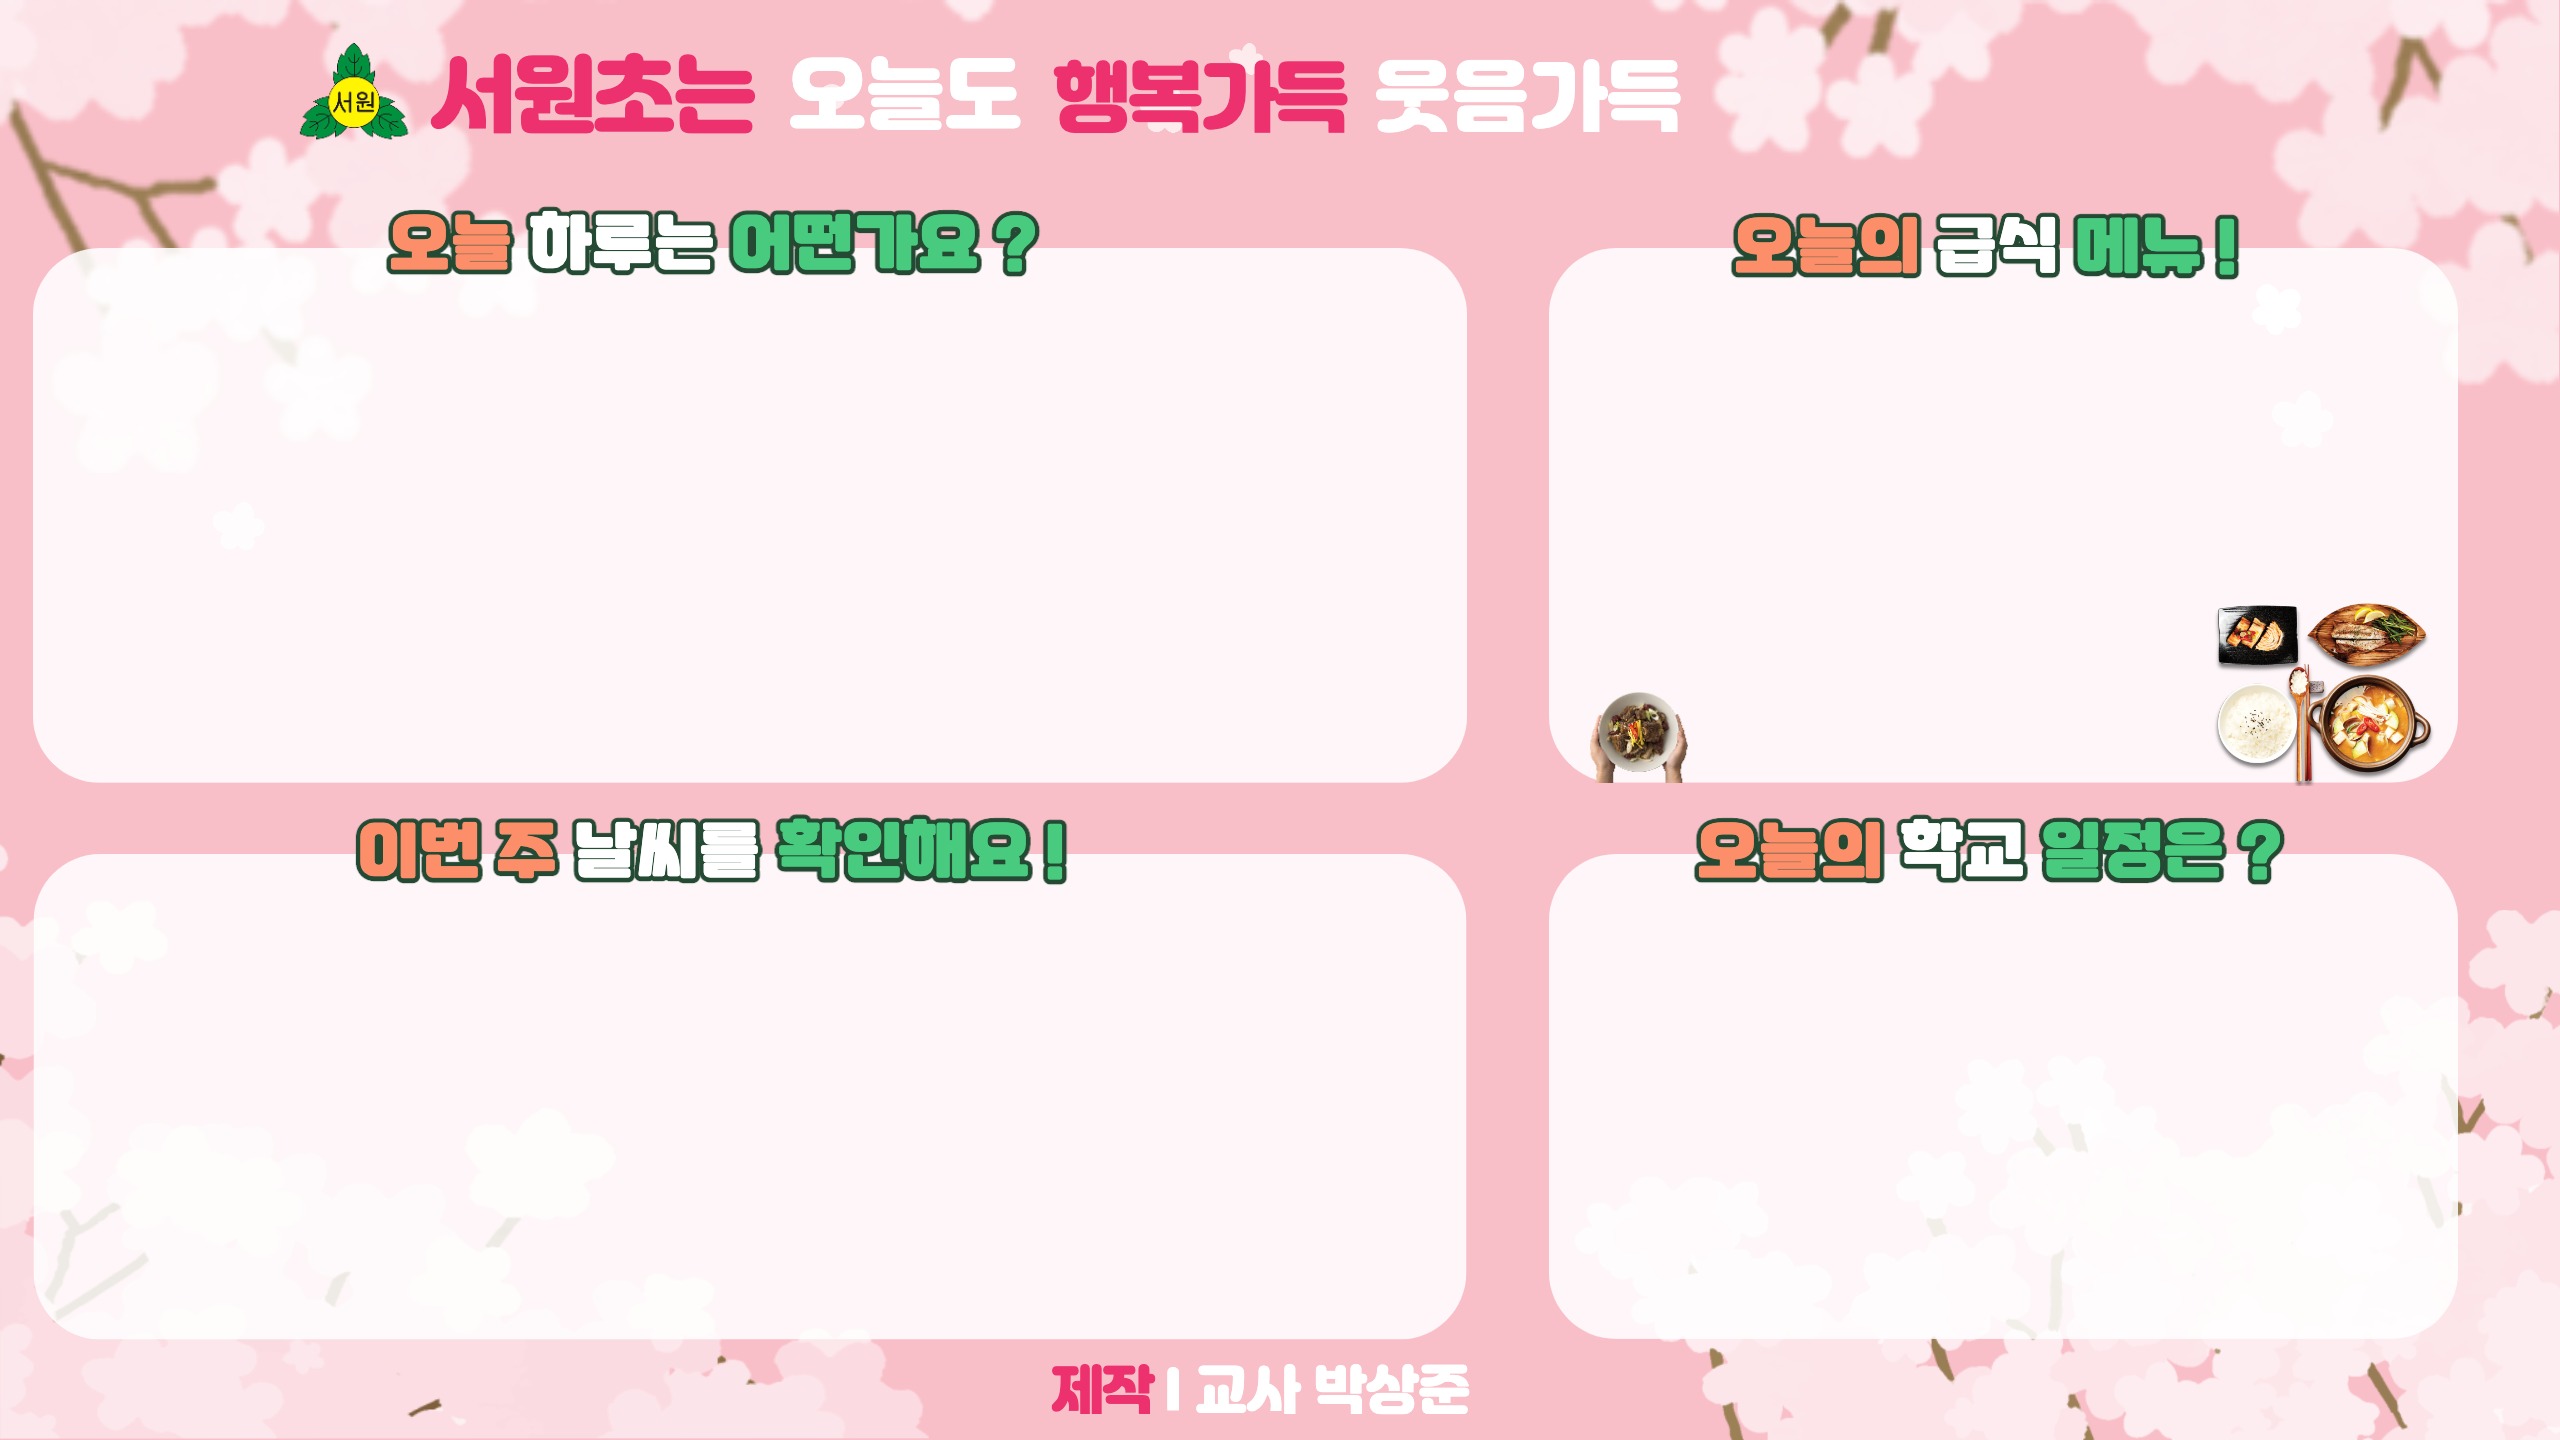 서원
서원초는 오늘도 행복가득 웃음가득
오늘 하루는 어떤가요 ?
오늘의 급식 메뉴 !
이번 주 날씨를 확인해요 !
오늘의 학교 일정은 ?
제작 | 교사 박상준